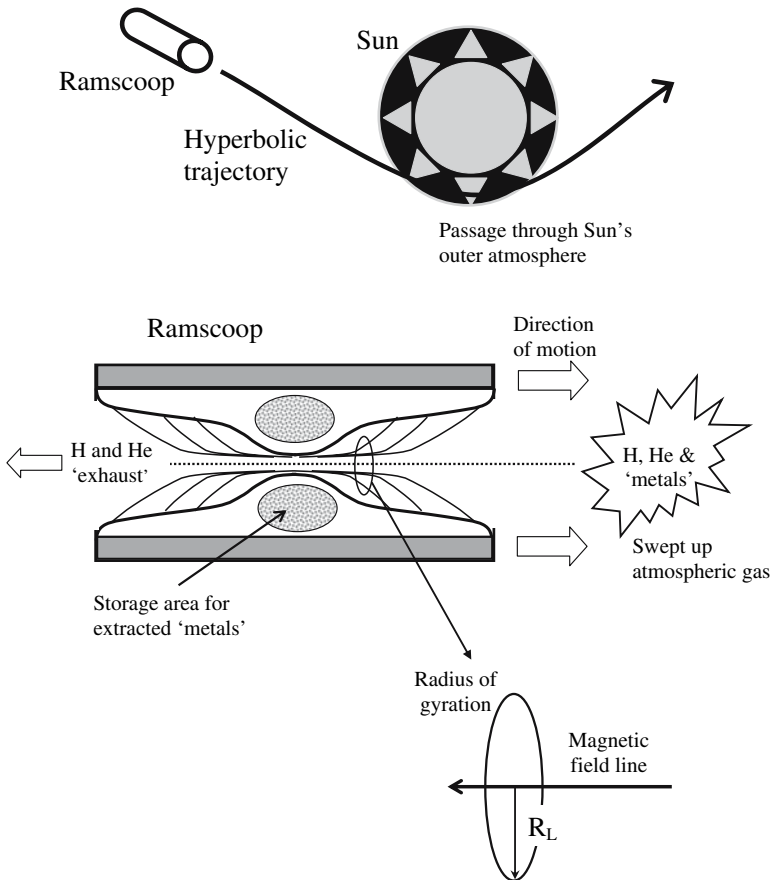 Sun
Ramscoop
Hyperbolic
trajectory
Passage through Sun’s
outer atmosphere
Ramscoop
Direction
of motion
H and He
‘exhaust’
H, He &
‘metals’
Swept up
atmospheric gas
Storage area for
extracted ‘metals’
Radius of
gyration
Magnetic
field line
R_L